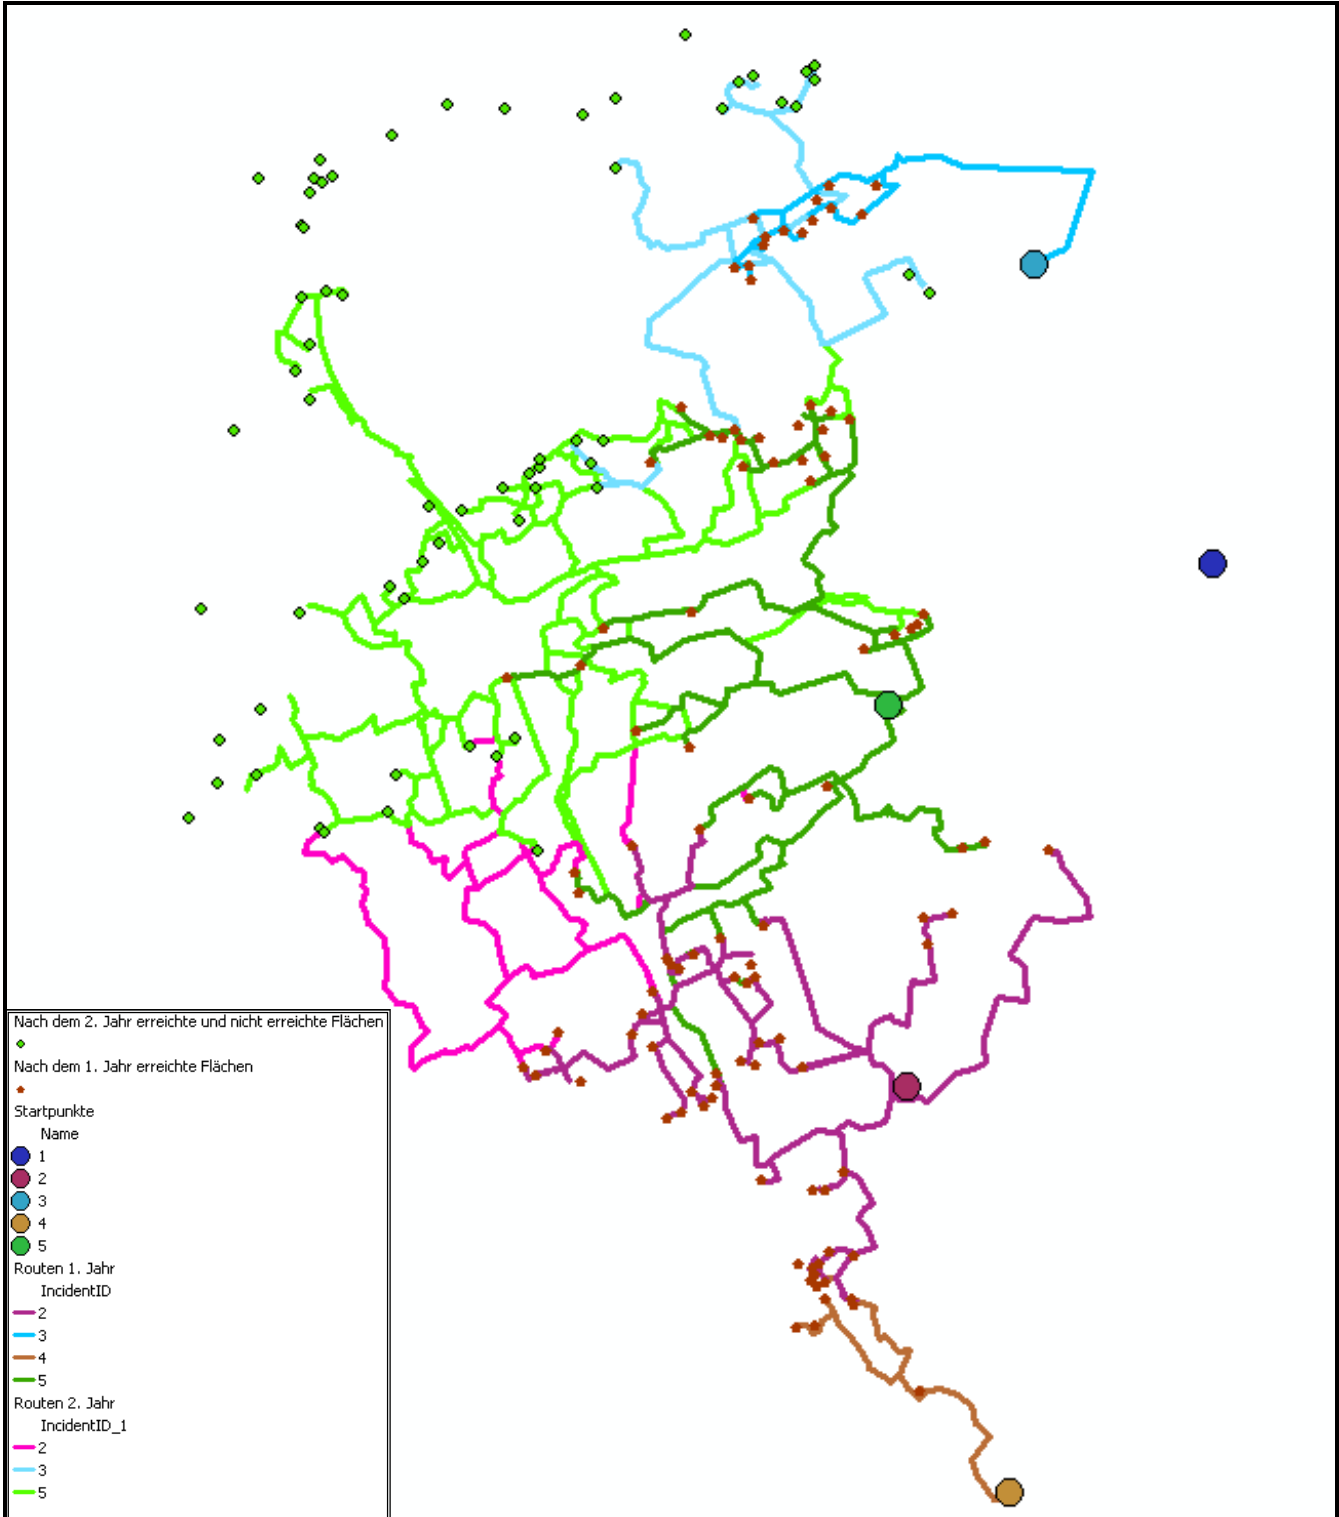 Nach dem 2. Jahr erreichte und nicht erreichte Flächen
Nach dem 1. Jahr erreichte Flächen
Startpunkte
Name
1
2
3
4
5
Routen 1. Jahr
IncidentID
2
3
4
5
Routen 2. Jahr
IncidentID_1
2
3
5